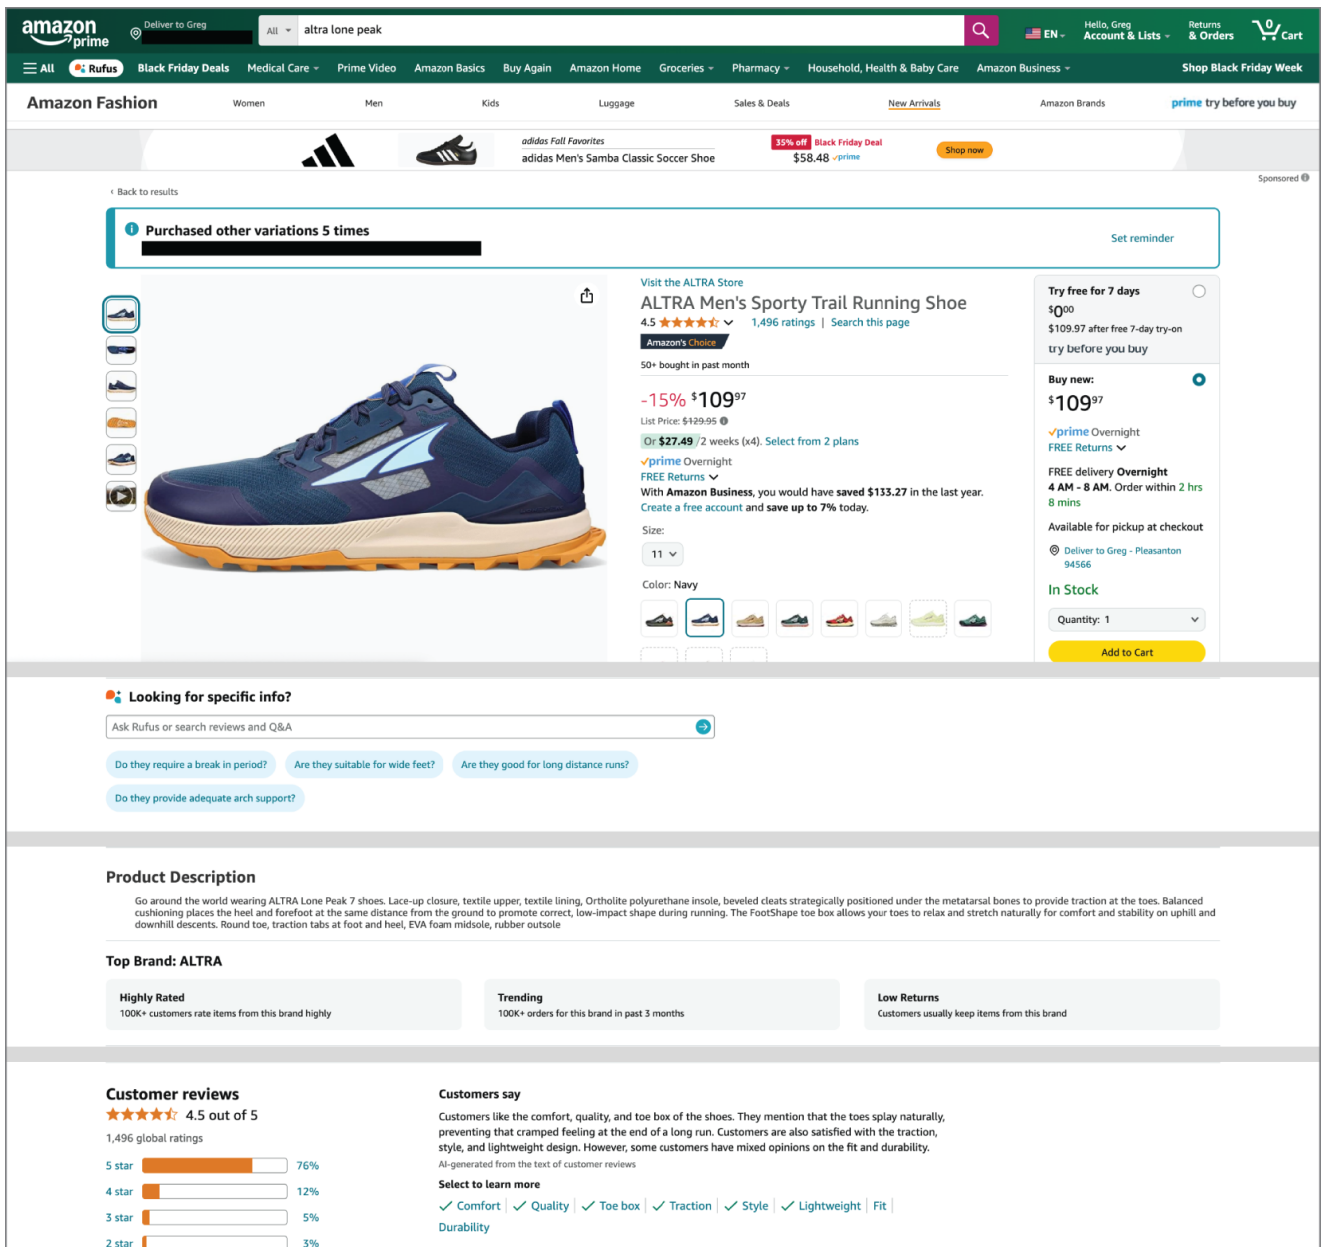 amazon prime
Deliver to Greg
All
altra lone peak
EN
Hello, Greg
Account & Lists
Returns
& Orders
0
Cart
All
Rufus
Black Friday Deals
Medical Care
Prime Video
Amazon Basics
Buy Again
Amazon Home
Groceries
Pharmacy
Household, Health & Baby Care
Amazon Business
Shop Black Friday Week
Amazon Fashion
Women
Men
Kids
Luggage
Sales & Deals
New Arrivals
Amazon Brands
prime try before you buy
adidas Fall Favorites
adidas Men's Samba Classic Soccer Shoe
35% off Black Friday Deal
$58.48 prime
Shop now
Sponsored
‹ Back to results
Purchased other variations 5 times
Set reminder
Visit the ALTRA Store
ALTRA Men's Sporty Trail Running Shoe
4.5 1,496 ratings | Search this page
Amazon's Choice
50+ bought in past month
-15% $109 97
List Price: $129.95
Or $27.49 /2 weeks (x4). Select from 2 plans
prime Overnight
FREE Returns
With Amazon Business, you would have saved $133.27 in the last year.
Create a free account and save up to 7% today.
Size:
11
Color: Navy
Try free for 7 days
$0 00
$109.97 after free 7-day try-on
try before you buy
Buy new:
$109 97
prime Overnight
FREE Returns
FREE delivery Overnight
4 AM - 8 AM. Order within 2 hrs
8 mins
Available for pickup at checkout
Deliver to Greg - Pleasanton
94566
In Stock
Quantity: 1
Add to Cart
Looking for specific info?
Ask Rufus or search reviews and Q&A
Do they require a break in period?
Are they suitable for wide feet?
Are they good for long distance runs?
Do they provide adequate arch support?
Product Description
Go around the world wearing ALTRA Lone Peak 7 shoes. Lace-up closure, textile upper, textile lining, Ortholite polyurethane insole, beveled cleats strategically positioned under the metatarsal bones to provide traction at the toes. Balanced
cushioning places the heel and forefoot at the same distance from the ground to promote correct, low-impact shape during running. The FootShape toe box allows your toes to relax and stretch naturally for comfort and stability on uphill and
downhill descents. Round toe, traction tabs at foot and heel, EVA foam midsole, rubber outsole
Top Brand: ALTRA
Highly Rated
100K+ customers rate items from this brand highly
Trending
100K+ orders for this brand in past 3 months
Low Returns
Customers usually keep items from this brand
Customer reviews
4.5 out of 5
1,496 global ratings
5 star 76%
4 star 12%
3 star 5%
2 star 3%
Customers say
Customers like the comfort, quality, and toe box of the shoes. They mention that the toes splay naturally,
preventing that cramped feeling at the end of a long run. Customers are also satisfied with the traction,
style, and lightweight design. However, some customers have mixed opinions on the fit and durability.
AI-generated from the text of customer reviews
Select to learn more
Comfort | Quality | Toe box | Traction | Style | Lightweight | Fit |
Durability